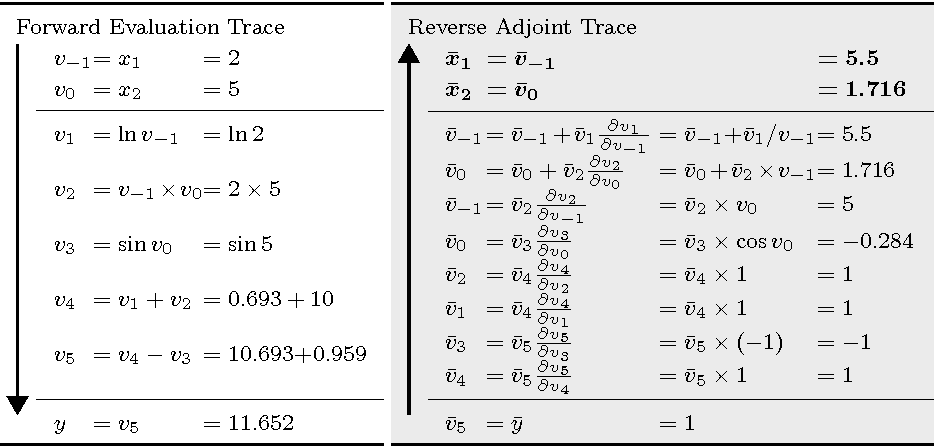 Forward Evaluation Trace
v₋₁ = x₁ = 2
v₀ = x₂ = 5
v₁ = ln v₋₁ = ln 2
v₂ = v₋₁ × v₀ = 2 × 5
v₃ = sin v₀ = sin 5
v₄ = v₁ + v₂ = 0.693 + 10
v₅ = v₄ − v₃ = 10.693+0.959
y = v₅ = 11.652
Reverse Adjoint Trace
x̄₁ = v̄₋₁ = 5.5
x̄₂ = v̄₀ = 1.716
v̄₋₁ = v̄₋₁ + v̄₁ ∂v₁/∂v₋₁ = v̄₋₁ + v̄₁/v₋₁ = 5.5
v̄₀ = v̄₀ + v̄₂ ∂v₂/∂v₀ = v̄₀ + v̄₂ × v₋₁ = 1.716
v̄₋₁ = v̄₂ ∂v₂/∂v₋₁ = v̄₂ × v₀ = 5
v̄₀ = v̄₃ ∂v₃/∂v₀ = v̄₃ × cos v₀ = −0.284
v̄₂ = v̄₄ ∂v₄/∂v₂ = v̄₄ × 1 = 1
v̄₁ = v̄₄ ∂v₄/∂v₁ = v̄₄ × 1 = 1
v̄₃ = v̄₅ ∂v₅/∂v₃ = v̄₅ × (−1) = −1
v̄₄ = v̄₅ ∂v₅/∂v₄ = v̄₅ × 1 = 1
v̄₅ = ȳ = 1